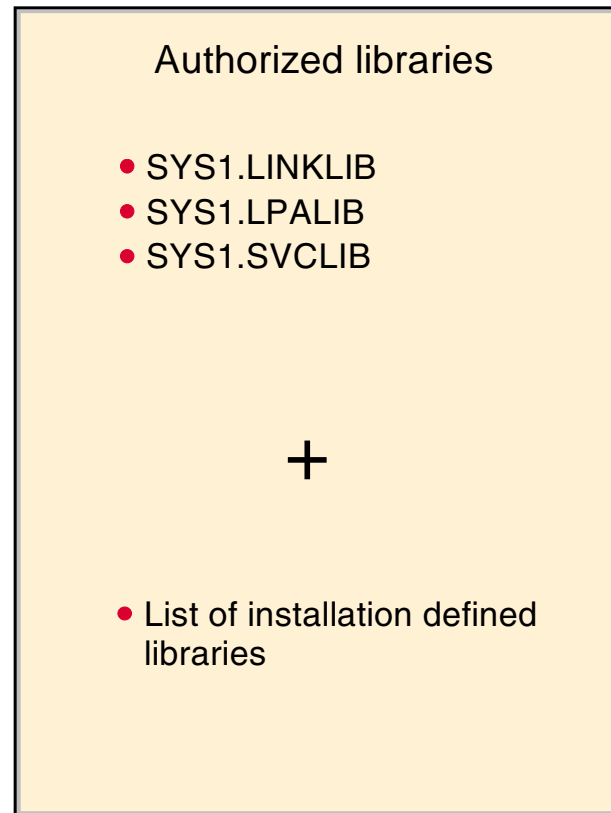 Authorized libraries
• SYS1.LINKLIB
• SYS1.LPALIB
• SYS1.SVCLIB
+
• List of installation defined
libraries